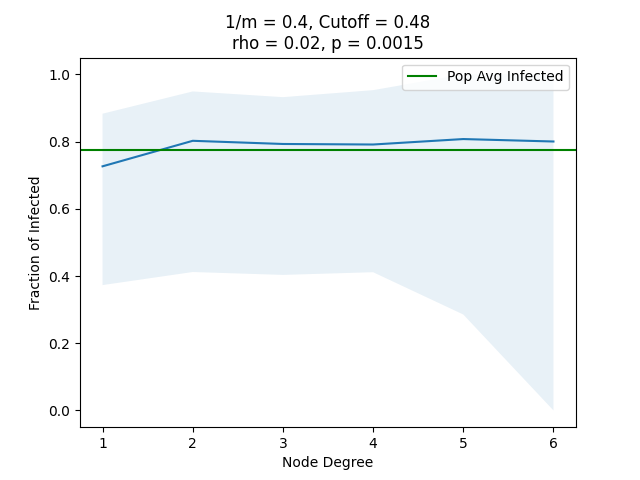 1/m = 0.4, Cutoff = 0.48
rho = 0.02, p = 0.0015
Pop Avg Infected
Fraction of Infected
1.0
0.8
0.6
0.4
0.2
0.0
1 2 3 4 5 6
Node Degree